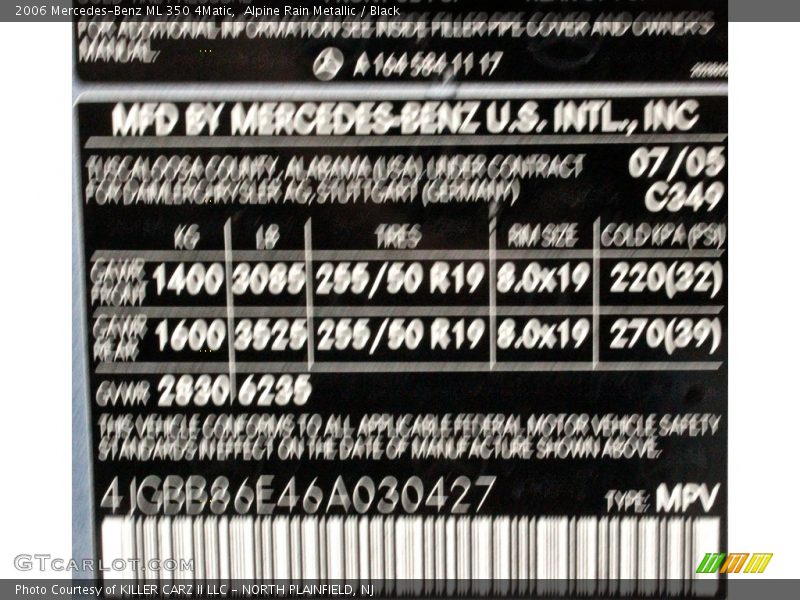 2006 Mercedes-Benz ML 350 4Matic, Alpine Rain Metallic / Black
ADDITIONAL INFORMATION SEE INSIDE FILLER PIPE COVER AND OWNER'S
MANUAL.
A 164 584 11 17
MFD BY MERCEDES-BENZ U.S. INTL., INC
TUSCALOOSA COUNTY, ALABAMA (USA) UNDER CONTRACT 07/05
FOR DAIMLERCHRYSLER AG, STUTTGART (GERMANY) C349
KG LB TIRES RIM SIZE COLD KPA (PSI)
GAWR FRONT 1400 3085 255/50 R19 8.0x19 220(32)
GAWR REAR 1600 3525 255/50 R19 8.0x19 270(39)
GVWR 2830 6235
THIS VEHICLE CONFORMS TO ALL APPLICABLE FEDERAL MOTOR VEHICLE SAFETY
STANDARDS IN EFFECT ON THE DATE OF MANUFACTURE SHOWN ABOVE.
4JGBB86E46A030427 TYPE: MPV
GTCARLOT.COM
Photo Courtesy of KILLER CARZ II LLC - NORTH PLAINFIELD, NJ